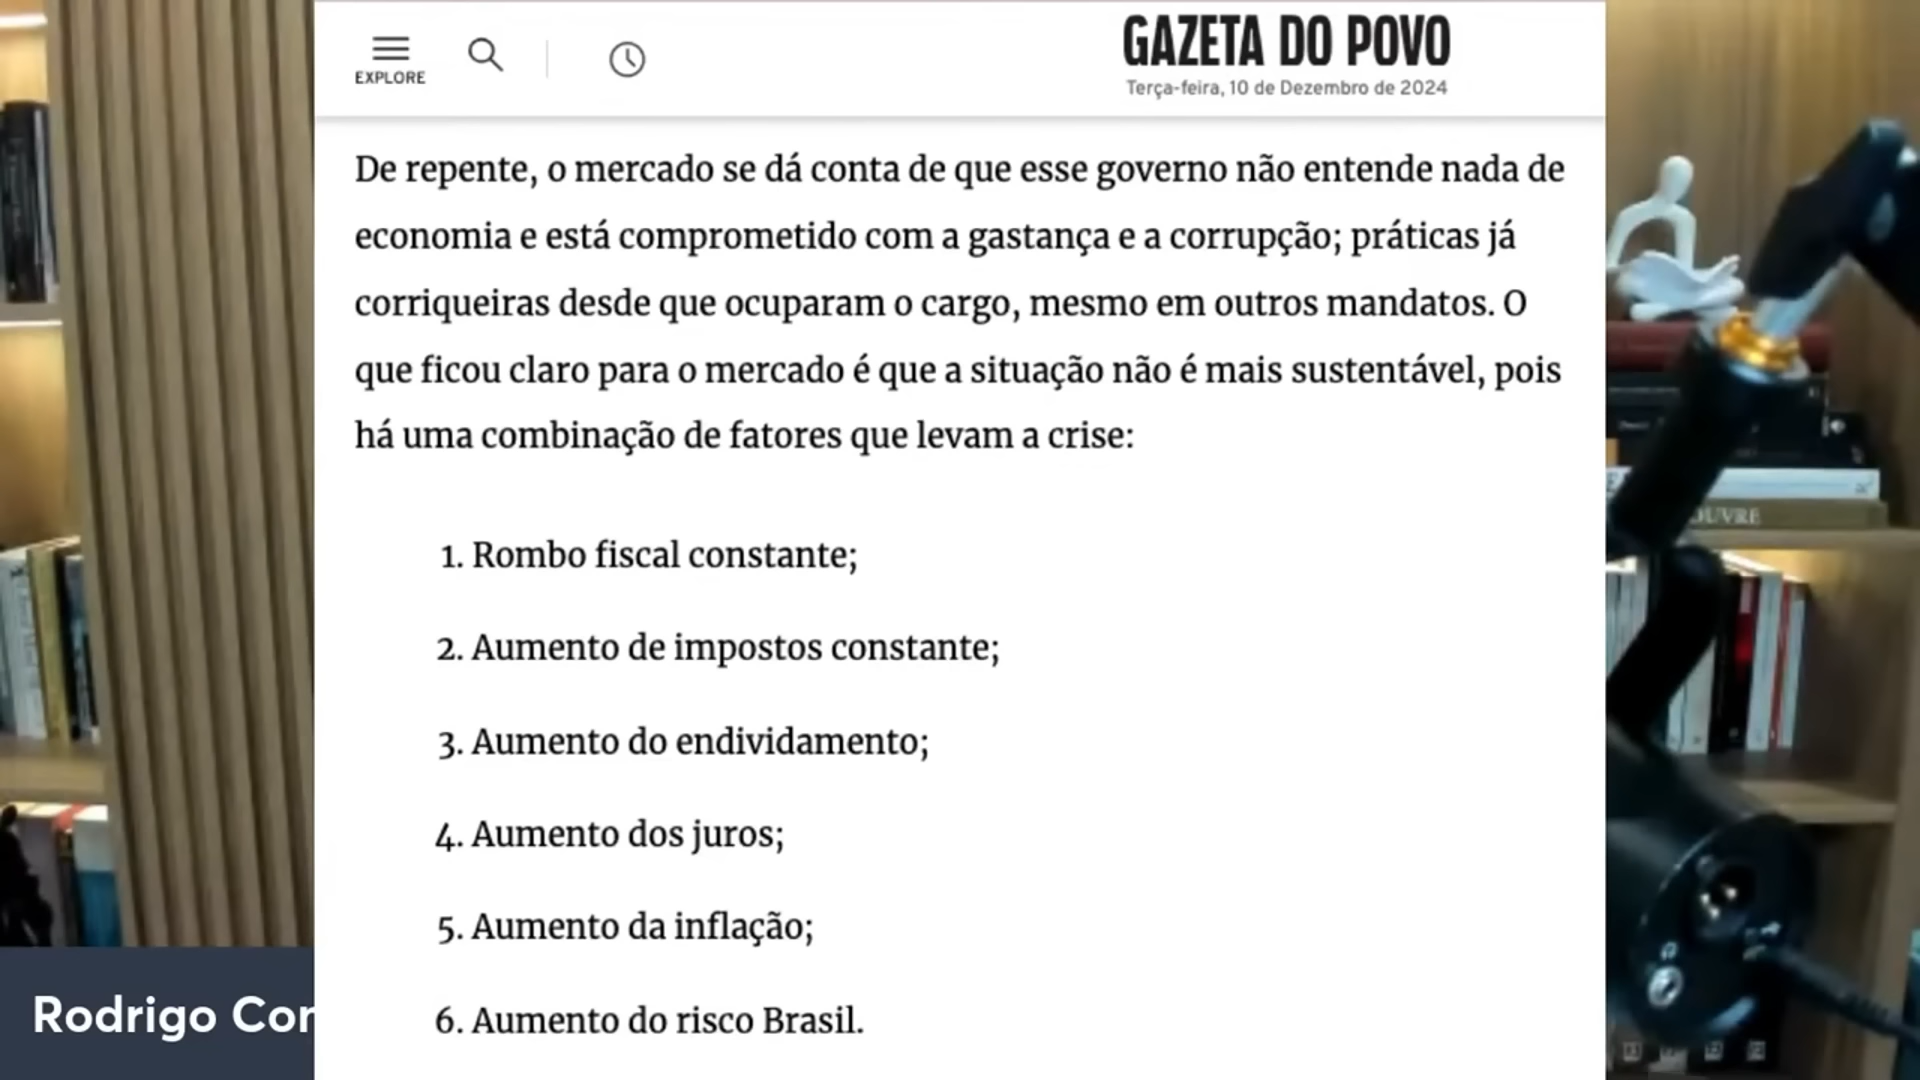 EXPLORE
GAZETA DO POVO
Terça-feira, 10 de Dezembro de 2024
De repente, o mercado se dá conta de que esse governo não entende nada de
economia e está comprometido com a gastança e a corrupção; práticas já
corriqueiras desde que ocuparam o cargo, mesmo em outros mandatos. O
que ficou claro para o mercado é que a situação não é mais sustentável, pois
há uma combinação de fatores que levam a crise:
1. Rombo fiscal constante;
2. Aumento de impostos constante;
3. Aumento do endividamento;
4. Aumento dos juros;
5. Aumento da inflação;
6. Aumento do risco Brasil.
Rodrigo Con